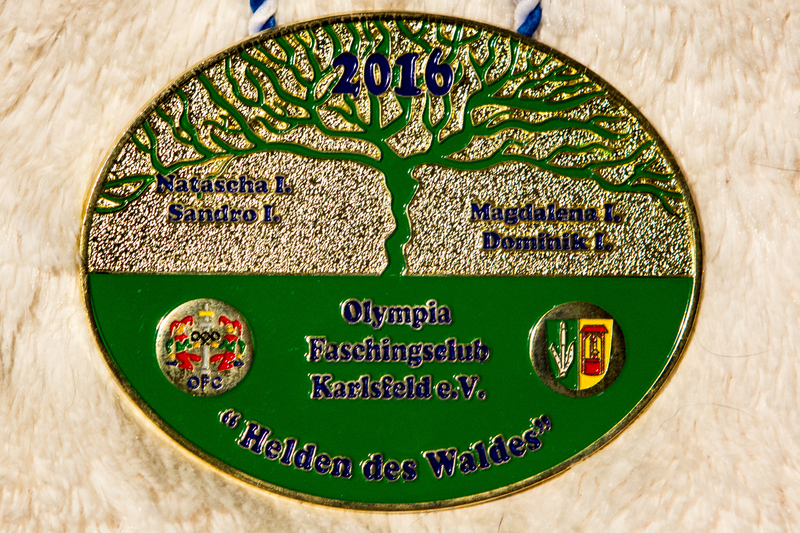 2016
Natascha I.
Sandro I.
Magdalena I.
Dominik I.
Olympia
Faschingsclub
Karlsfeld e.V.
OFC
“Helden des Waldes”